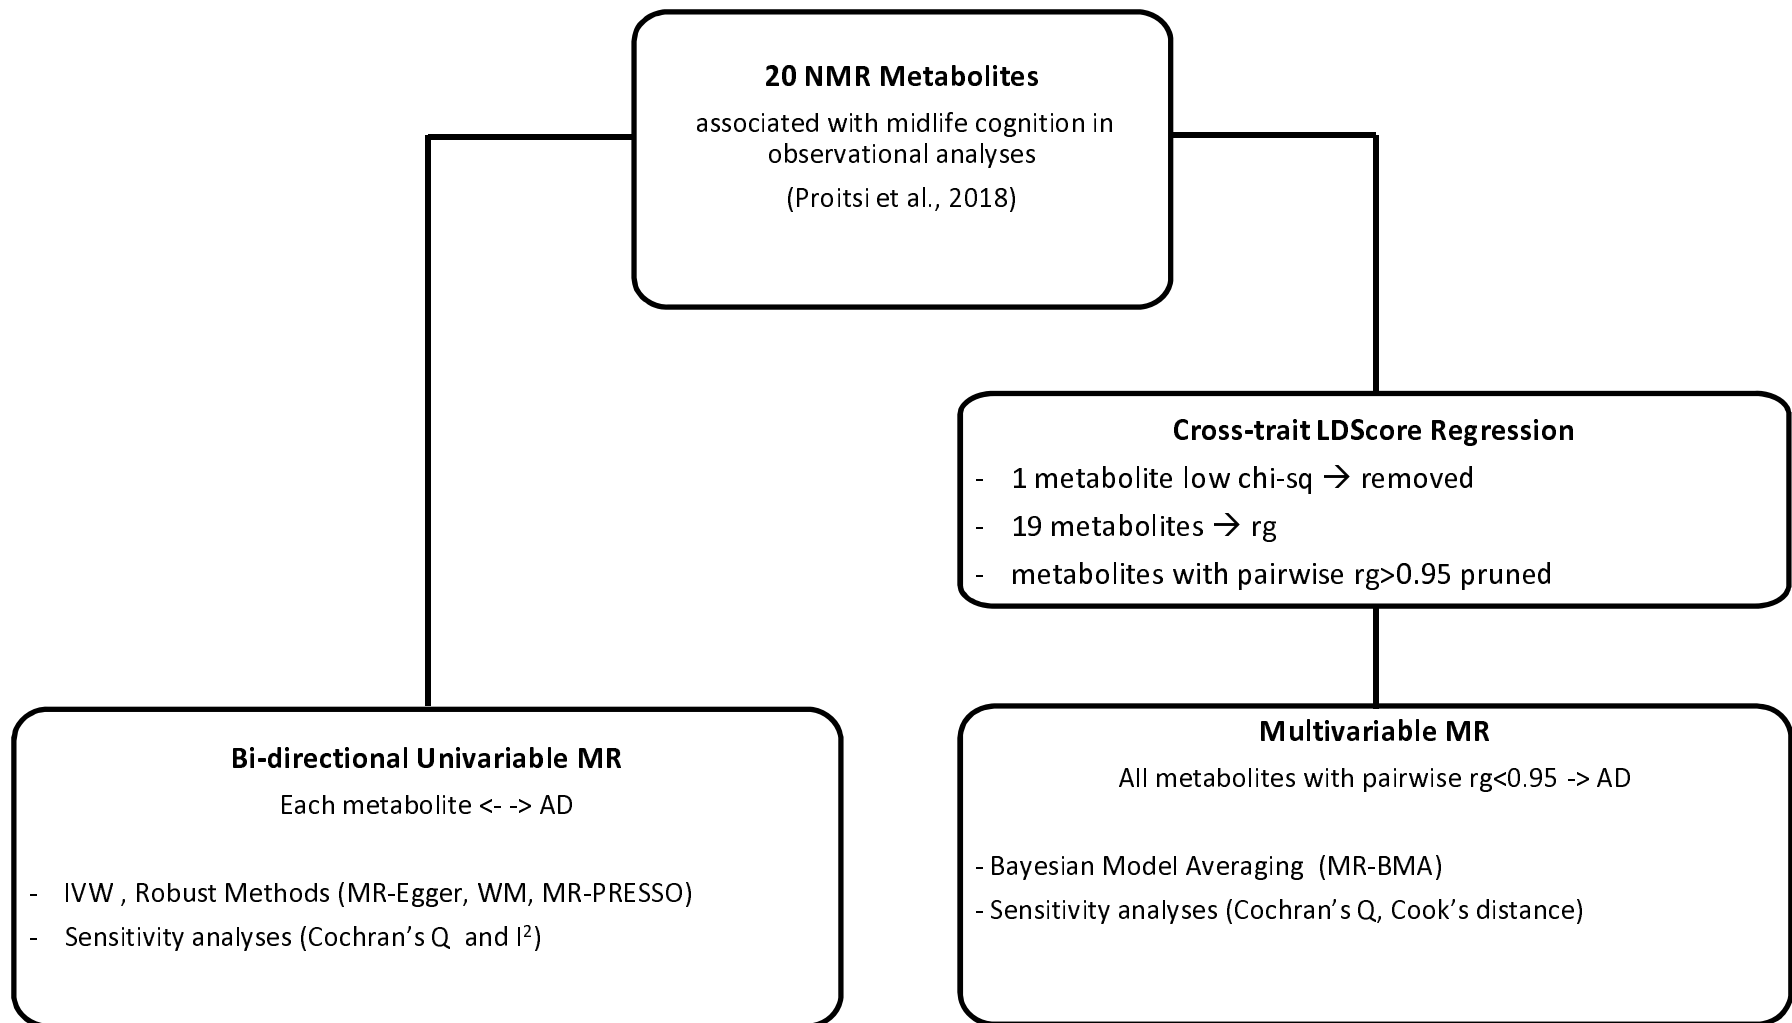 20 NMR Metabolites
associated with midlife cognition in
observational analyses
(Proitsi et al., 2018)
Cross-trait LDScore Regression
- 1 metabolite low chi-sq → removed
- 19 metabolites → rg
- metabolites with pairwise rg>0.95 pruned
Bi-directional Univariable MR
Each metabolite <- -> AD
- IVW , Robust Methods (MR-Egger, WM, MR-PRESSO)
- Sensitivity analyses (Cochran’s Q and I²)
Multivariable MR
All metabolites with pairwise rg<0.95 -> AD
- Bayesian Model Averaging (MR-BMA)
- Sensitivity analyses (Cochran’s Q, Cook’s distance)